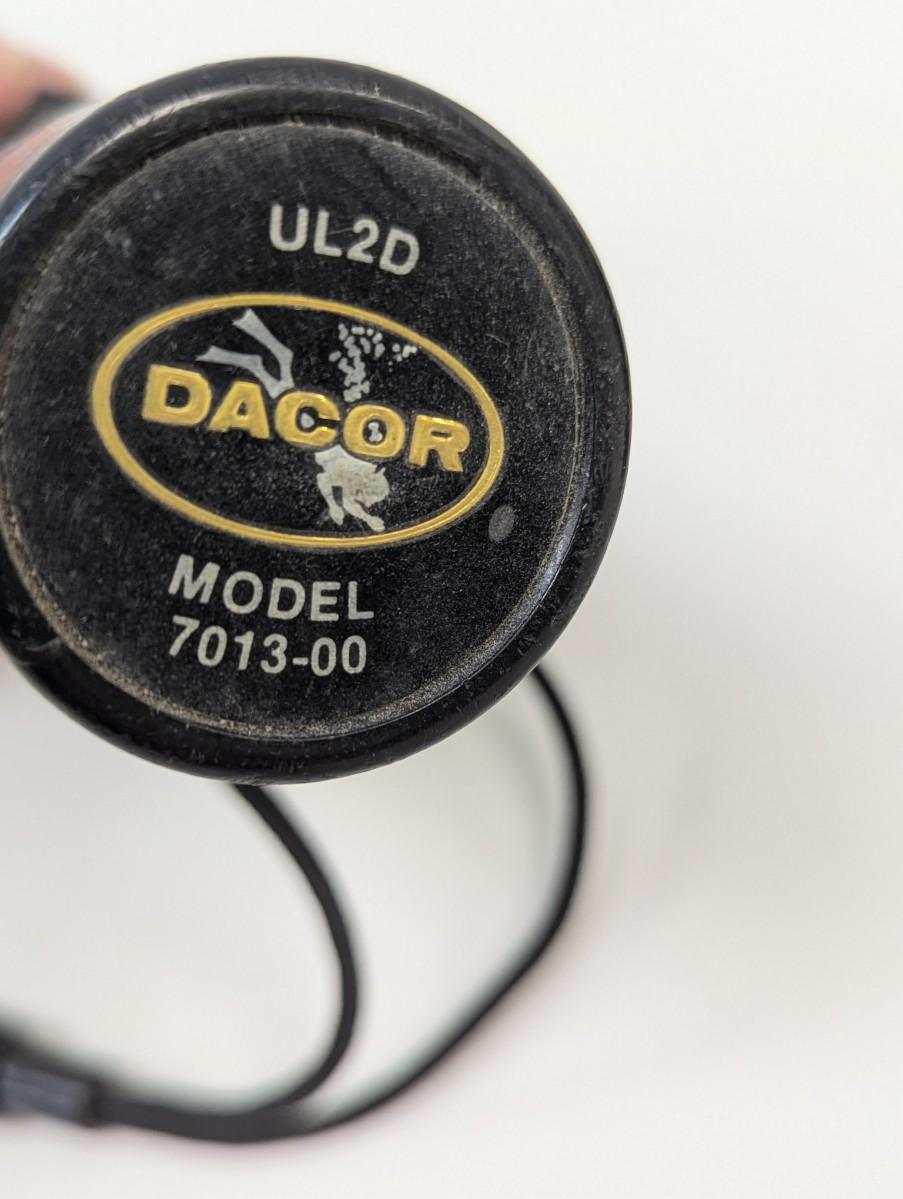 UL2D
DACOR
MODEL
7013-00